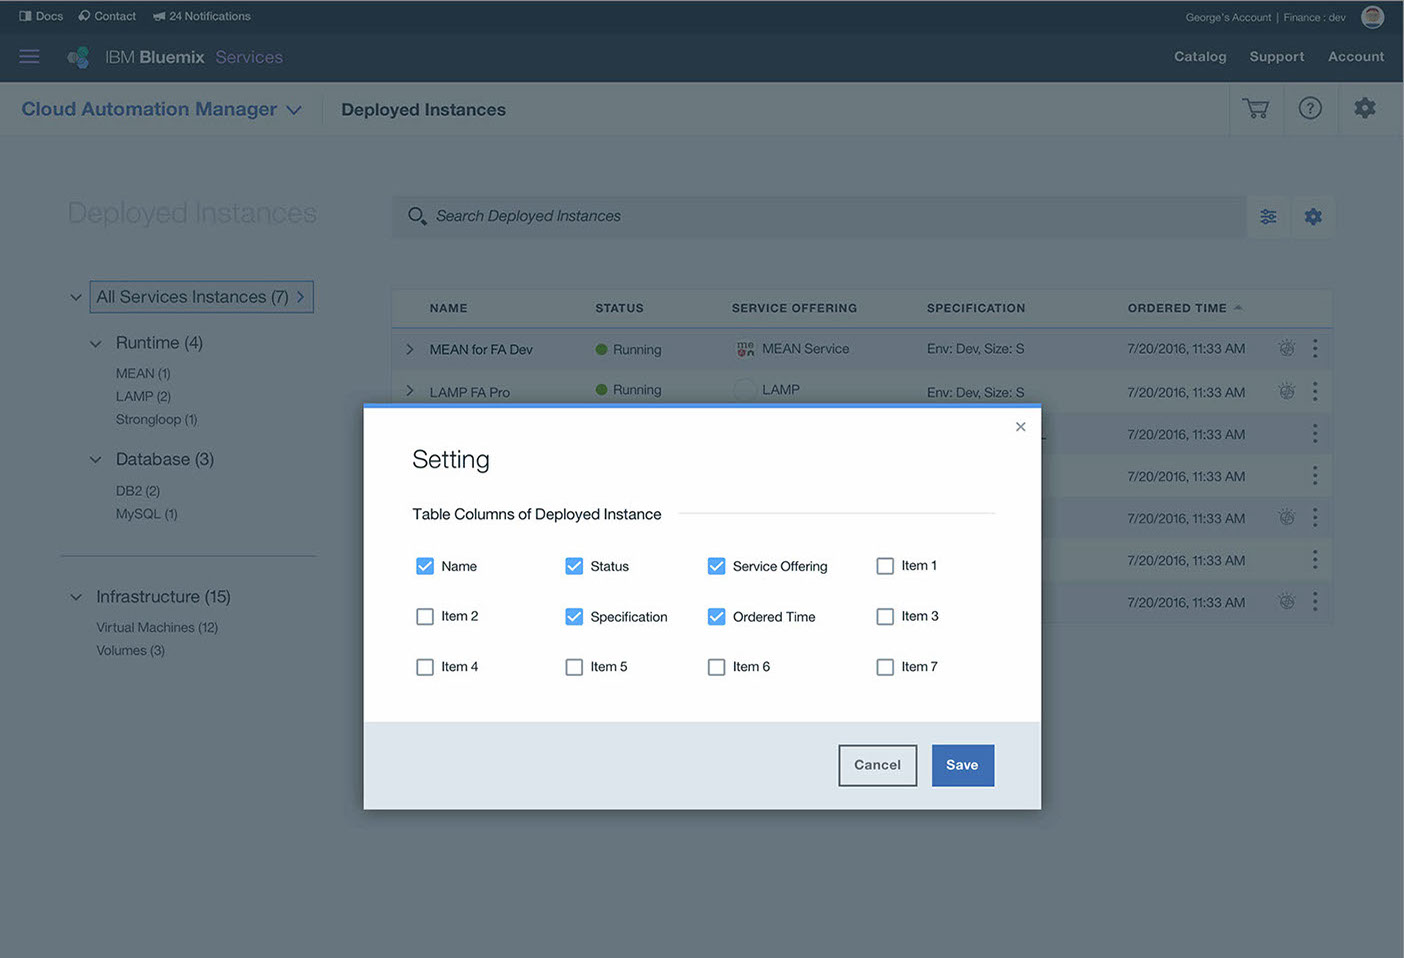 Docs Contact 24 Notifications George's Account | Finance : dev
IBM Bluemix Services Catalog Support Account
Cloud Automation Manager Deployed Instances
Deployed Instances
Search Deployed Instances
All Services Instances (7)
Runtime (4)
MEAN (1)
LAMP (2)
Strongloop (1)
Database (3)
DB2 (2)
MySQL (1)
Infrastructure (15)
Virtual Machines (12)
Volumes (3)
NAME STATUS SERVICE OFFERING SPECIFICATION ORDERED TIME
MEAN for FA Dev Running me n MEAN Service Env: Dev, Size: S 7/20/2016, 11:33 AM
LAMP FA Pro Running LAMP Env: Dev, Size: S 7/20/2016, 11:33 AM
7/20/2016, 11:33 AM
7/20/2016, 11:33 AM
7/20/2016, 11:33 AM
7/20/2016, 11:33 AM
7/20/2016, 11:33 AM
Setting
Table Columns of Deployed Instance
Name Status Service Offering Item 1
Item 2 Specification Ordered Time Item 3
Item 4 Item 5 Item 6 Item 7
Cancel Save